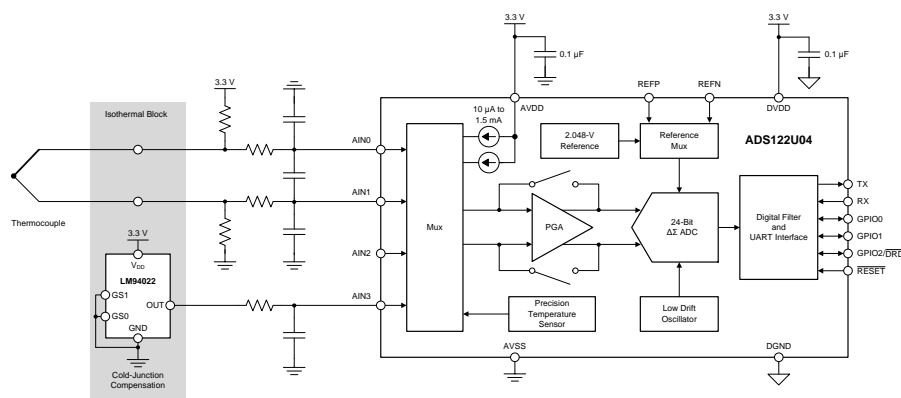 3.3 V
3.3 V
0.1 µF
0.1 µF
3.3 V
Isothermal Block
10 µA to
1.5 mA
AVDD
REFP
REFN
DVDD
ADS122U04
2.048-V
Reference
Reference
Mux
AIN0
AIN1
AIN2
AIN3
Mux
PGA
24-Bit
ΔΣ ADC
Digital Filter
and
UART Interface
TX
RX
GPIO0
GPIO1
GPIO2/DRD
RESET
Thermocouple
3.3 V
VDD
LM94022
GS1
GS0
OUT
GND
Cold-Junction
Compensation
Precision
Temperature
Sensor
Low Drift
Oscillator
AVSS
DGND